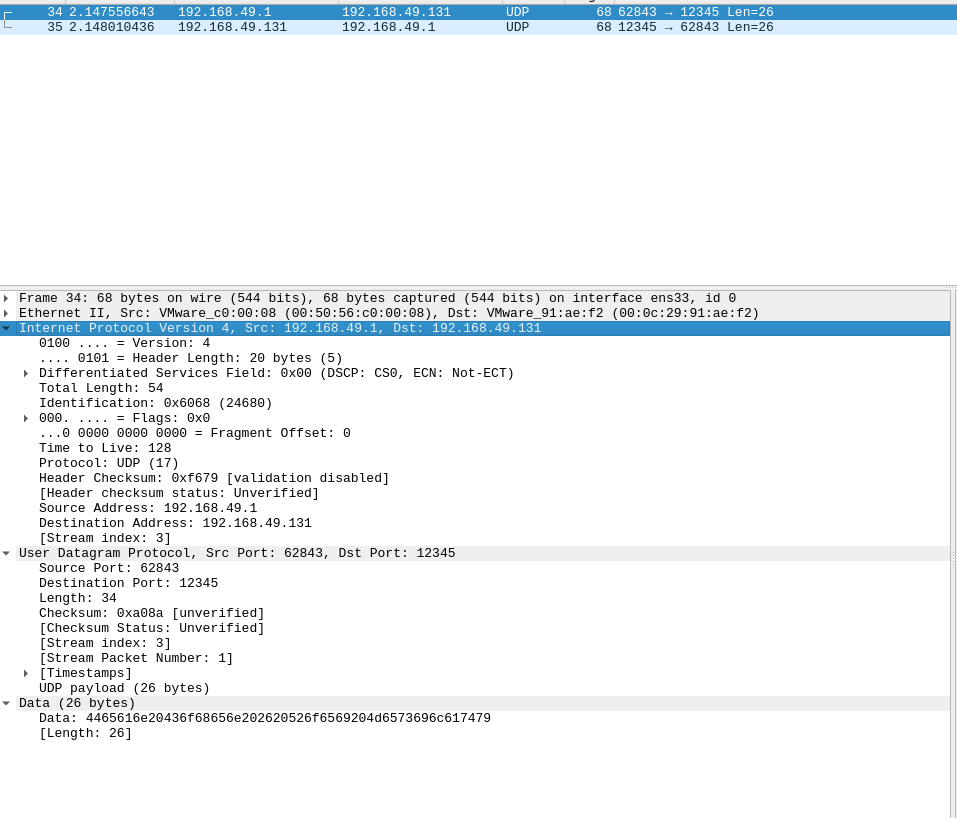 34 2.147556643 192.168.49.1 192.168.49.131 UDP 68 62843 → 12345 Len=26
35 2.148010436 192.168.49.131 192.168.49.1 UDP 68 12345 → 62843 Len=26
Frame 34: 68 bytes on wire (544 bits), 68 bytes captured (544 bits) on interface ens33, id 0
Ethernet II, Src: VMware_c0:00:08 (00:50:56:c0:00:08), Dst: VMware_91:ae:f2 (00:0c:29:91:ae:f2)
Internet Protocol Version 4, Src: 192.168.49.1, Dst: 192.168.49.131
0100 .... = Version: 4
.... 0101 = Header Length: 20 bytes (5)
Differentiated Services Field: 0x00 (DSCP: CS0, ECN: Not-ECT)
Total Length: 54
Identification: 0x6068 (24680)
000. .... = Flags: 0x0
...0 0000 0000 0000 = Fragment Offset: 0
Time to Live: 128
Protocol: UDP (17)
Header Checksum: 0xf679 [validation disabled]
[Header checksum status: Unverified]
Source Address: 192.168.49.1
Destination Address: 192.168.49.131
[Stream index: 3]
User Datagram Protocol, Src Port: 62843, Dst Port: 12345
Source Port: 62843
Destination Port: 12345
Length: 34
Checksum: 0xa08a [unverified]
[Checksum Status: Unverified]
[Stream index: 3]
[Stream Packet Number: 1]
[Timestamps]
UDP payload (26 bytes)
Data (26 bytes)
Data: 4465616e20436f68656e202620526f6569204d6573696c617479
[Length: 26]